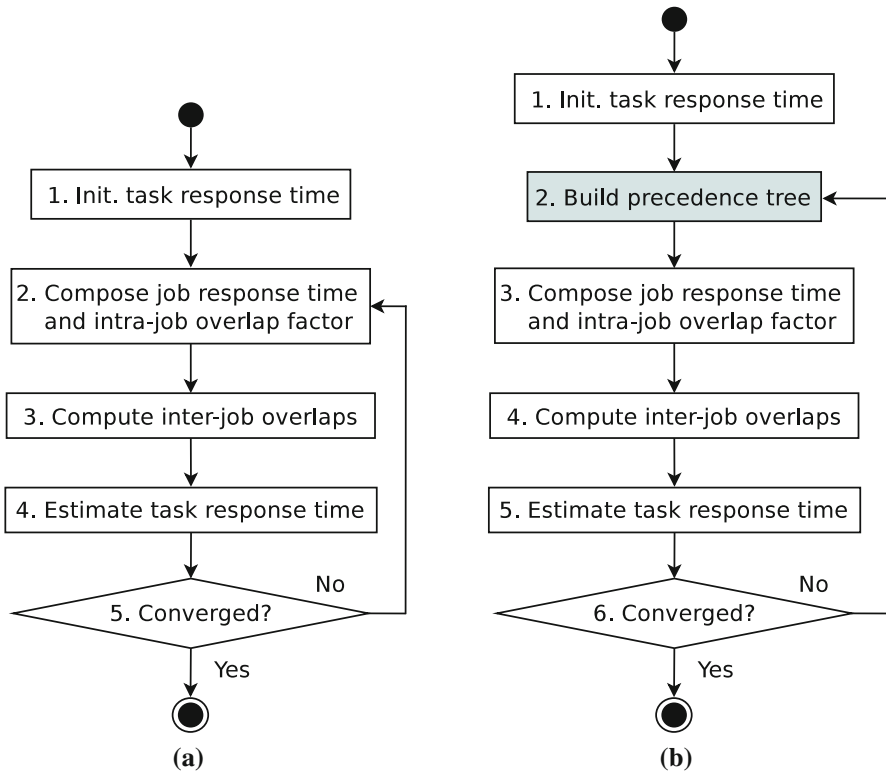 1. Init. task response time
2. Compose job response time
and intra-job overlap factor
3. Compute inter-job overlaps
4. Estimate task response time
5. Converged?
No
Yes
(a)
1. Init. task response time
2. Build precedence tree
3. Compose job response time
and intra-job overlap factor
4. Compute inter-job overlaps
5. Estimate task response time
6. Converged?
No
Yes
(b)